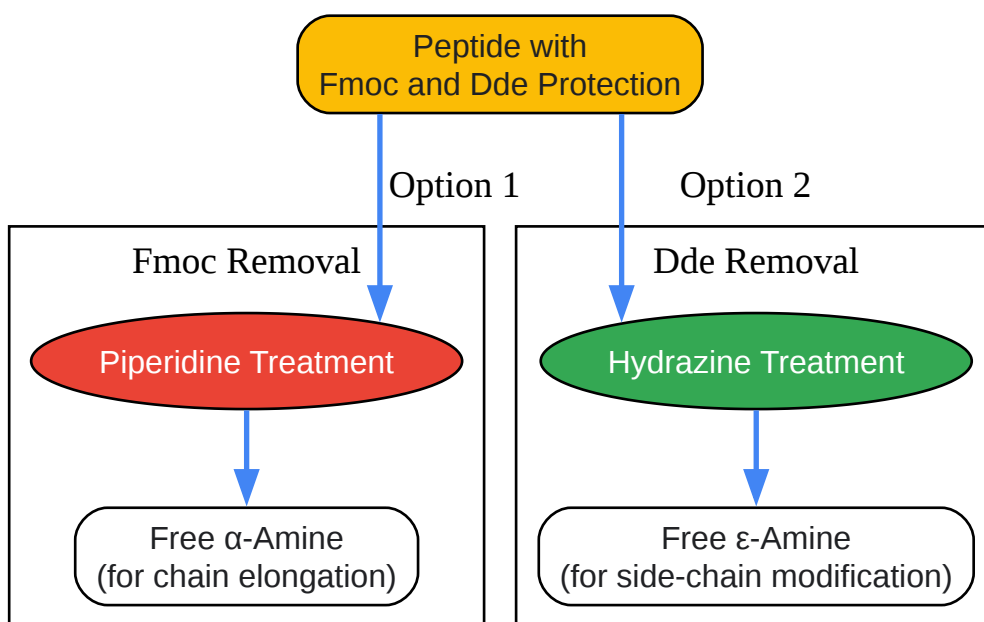 Peptide with
Fmoc and Dde Protection
Option 1
Option 2
Fmoc Removal
Dde Removal
Piperidine Treatment
Hydrazine Treatment
Free α-Amine
(for chain elongation)
Free ε-Amine
(for side-chain modification)